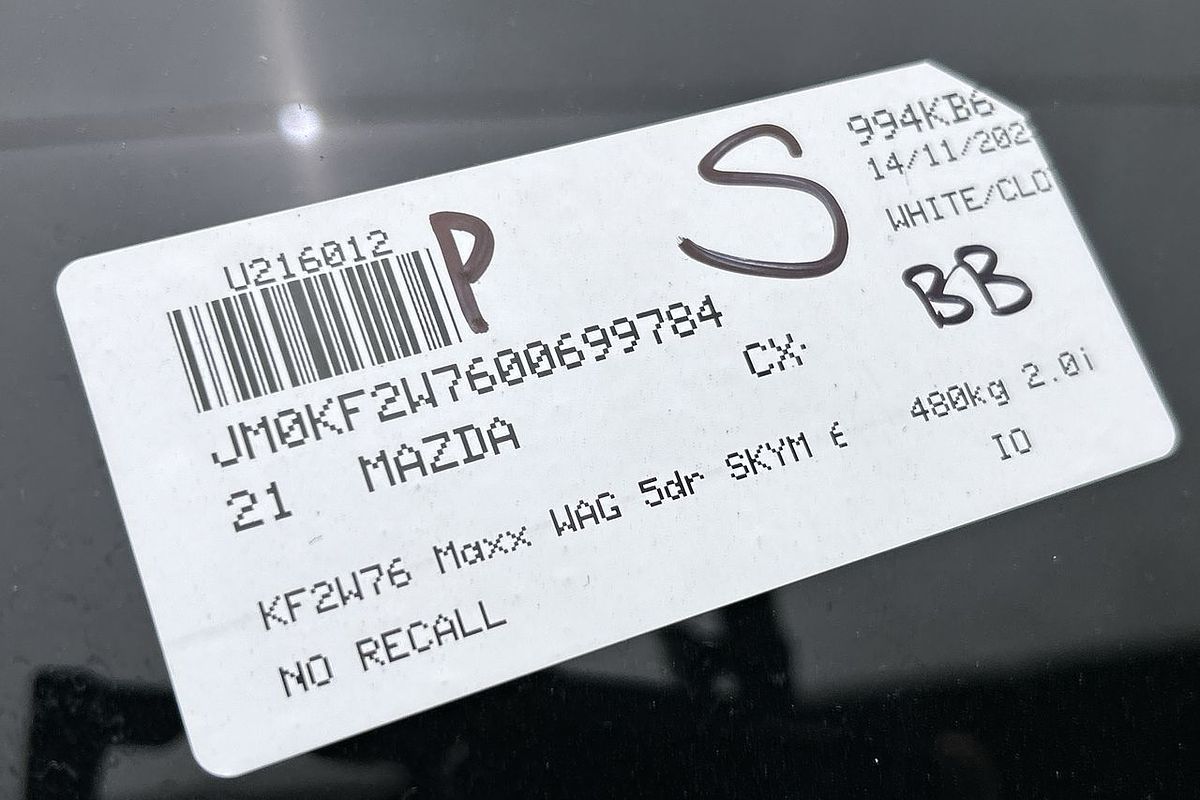 994KB6
14/11/202
WHITE/CLO
U216012
P
S
BB
JM0KF2W7600699784
CX-
21 MAZDA
480kg 2.0i
KF2W76 Maxx WAG 5dr SKYM 6
IO
NO RECALL